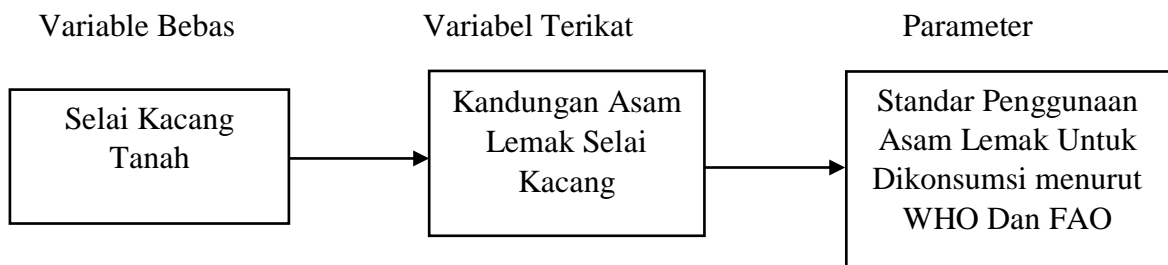 Variable Bebas
Variabel Terikat
Parameter
Selai Kacang
Tanah
Kandungan Asam
Lemak Selai
Kacang
Standar Penggunaan
Asam Lemak Untuk
Dikonsumsi menurut
WHO Dan FAO